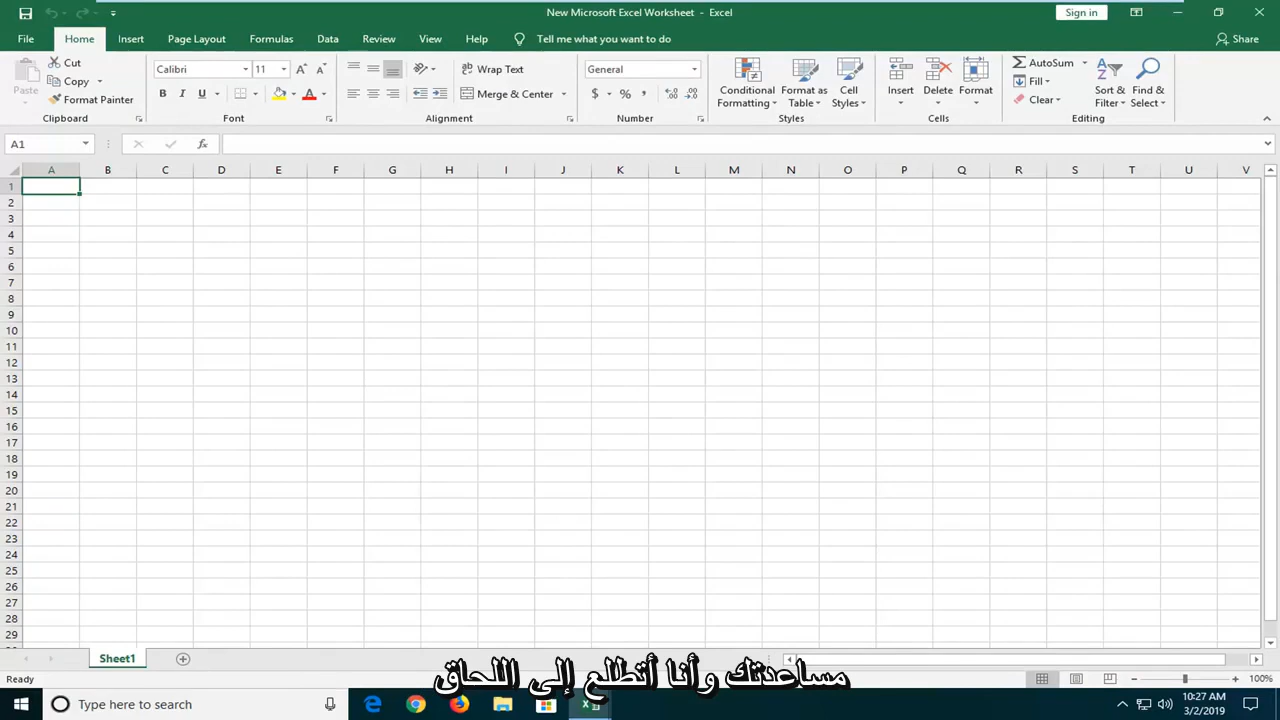 New Microsoft Excel Worksheet - Excel
Sign in
File Home Insert Page Layout Formulas Data Review View Help Tell me what you want to do Share
Paste
Cut
Copy
Format Painter
Clipboard
Calibri 11
B I U
Font
Wrap Text
Merge & Center
Alignment
General
$ % ,
Number
Conditional Formatting
Format as Table
Cell Styles
Styles
Insert
Delete
Format
Cells
AutoSum
Fill
Clear
Sort & Filter
Find & Select
Editing
A1 fx
A B C D E F G H I J K L M N O P Q R S T U V
1
2
3
4
5
6
7
8
9
10
11
12
13
14
15
16
17
18
19
20
21
22
23
24
25
26
27
28
29
Sheet1
مساعدتك وأنا أتطلع إلى اللحاق
Ready
100%
Type here to search
10:27 AM
3/2/2019